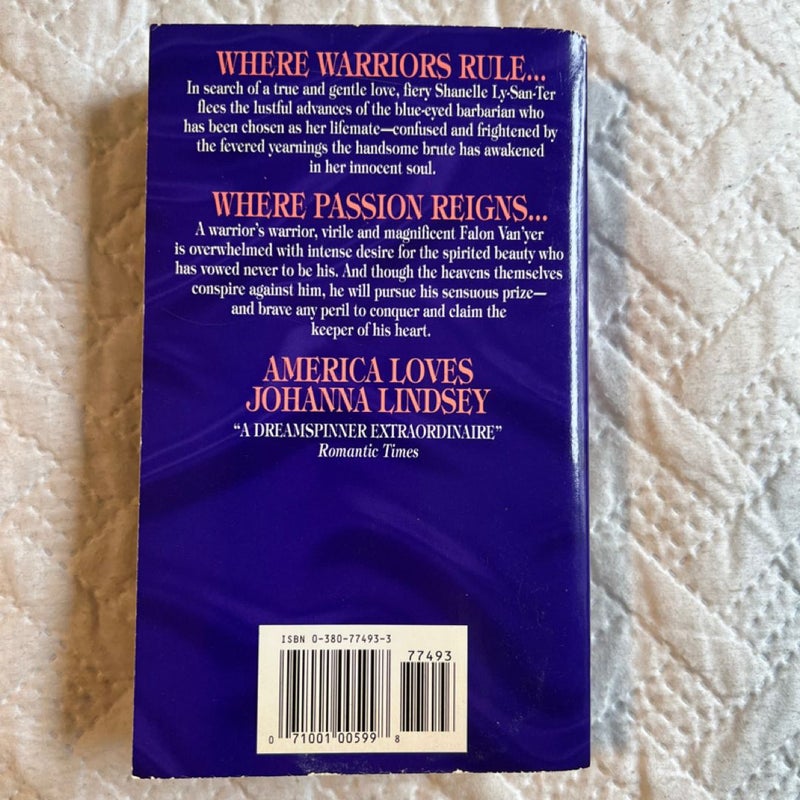 WHERE WARRIORS RULE...
In search of a true and gentle love, fiery Shanelle Ly-San-Ter
flees the lustful advances of the blue-eyed barbarian who
has been chosen as her lifemate—confused and frightened by
the fevered yearnings the handsome brute has awakened
in her innocent soul.
WHERE PASSION REIGNS...
A warrior's warrior, virile and magnificent Falon Van'yer
is overwhelmed with intense desire for the spirited beauty who
has vowed never to be his. And though the heavens themselves
conspire against him, he will pursue his sensuous prize—
and brave any peril to conquer and claim the
keeper of his heart.
AMERICA LOVES
JOHANNA LINDSEY
"A DREAMSPINNER EXTRAORDINAIRE"
Romantic Times
ISBN 0-380-77493-3
77493
0 71001 00599 8